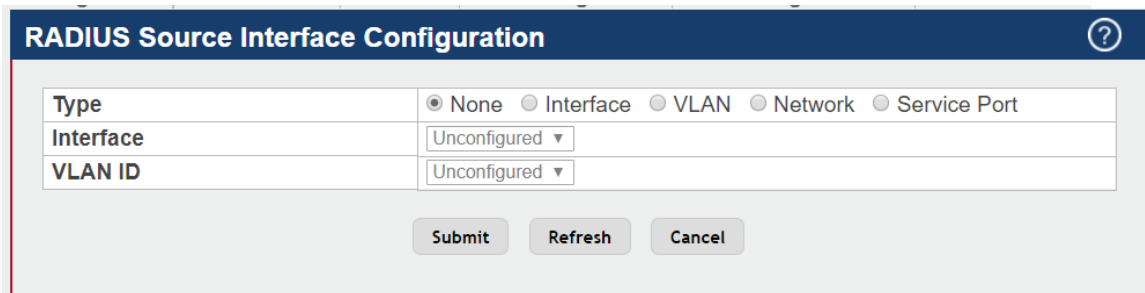 RADIUS Source Interface Configuration ?
Type None Interface VLAN Network Service Port
Interface Unconfigured ▼
VLAN ID Unconfigured ▼
Submit Refresh Cancel